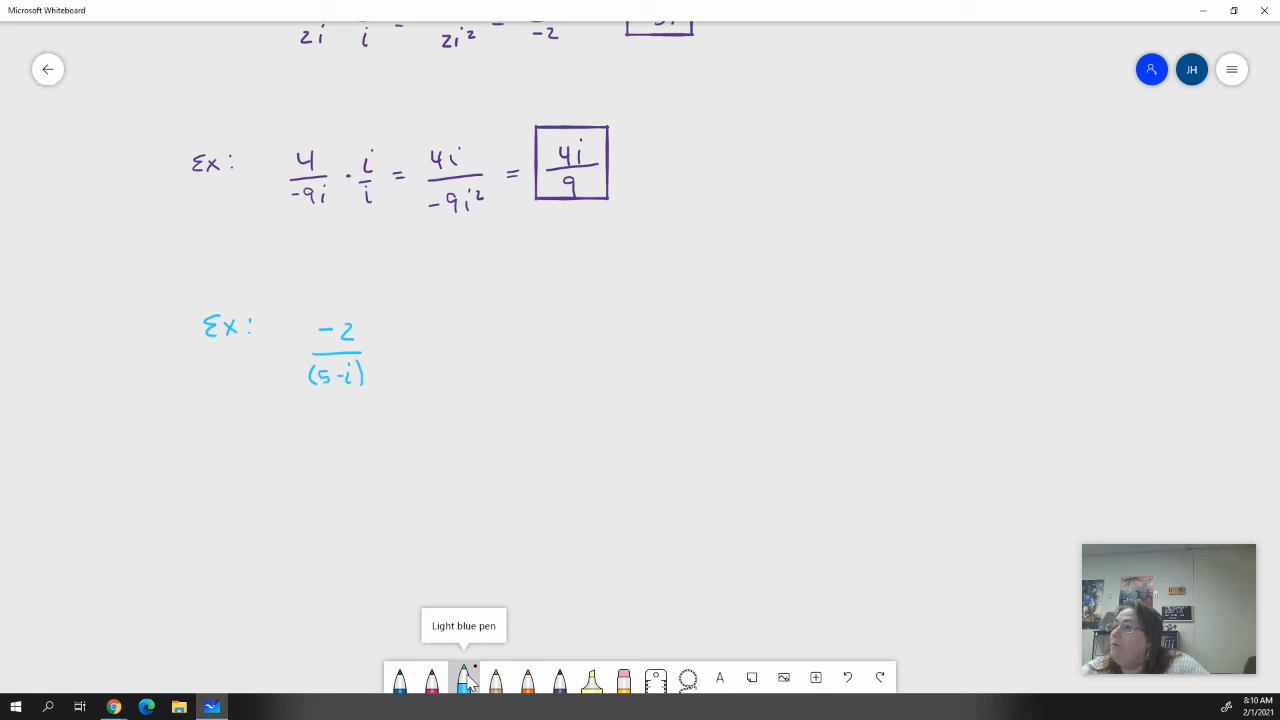 Microsoft Whiteboard
2i i = 2i² = -2
JH
Ex: 4/-9i · i/i = 4i/-9i² = 4i/9
Ex: -2/(5-i)
Light blue pen
A
8:10 AM
2/1/2021